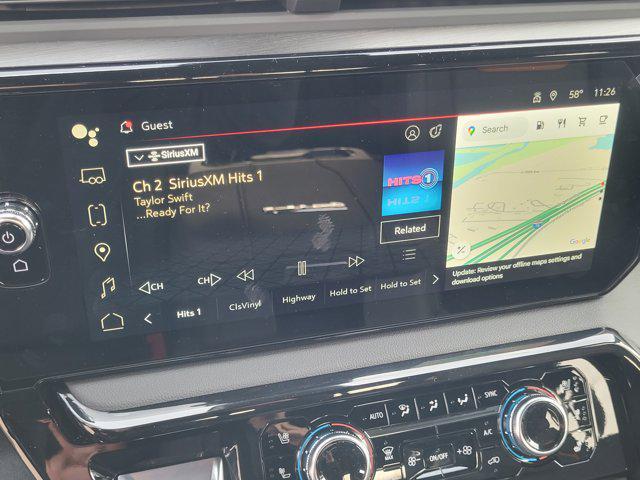 58° 11:26
Guest
SiriusXM
Ch 2 SiriusXM Hits 1
Taylor Swift
...Ready For It?
HITS 1
Related
CH
CH
Hits 1
ClsVinyl
Highway
Hold to Set
Hold to Set
Search
Google
Update: Review your offline maps settings and
download options
AUTO
SYNC
MAX
ON/OFF
A/C